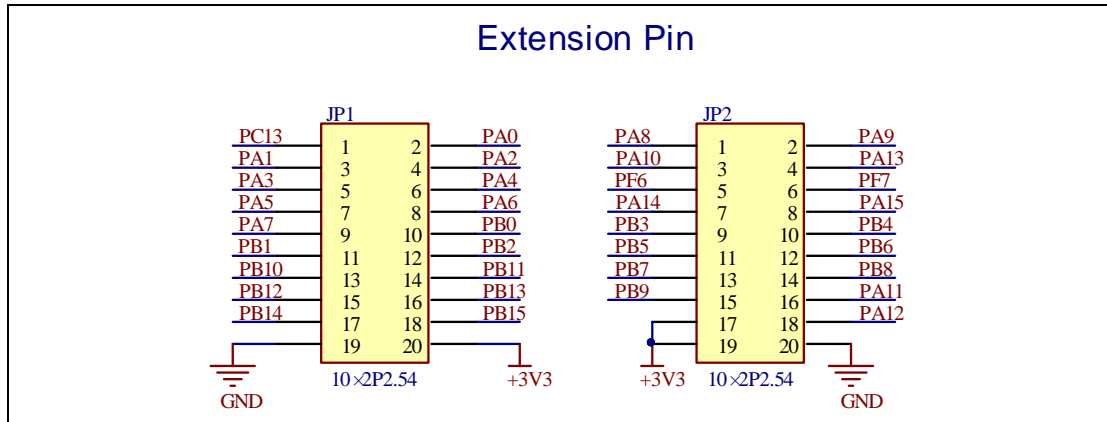 Extension Pin
JP1 JP2
PC13 1 2 PA0 PA8 1 2 PA9
PA1 3 4 PA2 PA10 3 4 PA13
PA3 5 6 PA4 PF6 5 6 PF7
PA5 7 8 PA6 PA14 7 8 PA15
PA7 9 10 PB0 PB3 9 10 PB4
PB1 11 12 PB2 PB5 11 12 PB6
PB10 13 14 PB11 PB7 13 14 PB8
PB12 15 16 PB13 PB9 15 16 PA11
PB14 17 18 PB15 17 18 PA12
19 20 19 20
10×2P2.54 +3V3 +3V3 10×2P2.54
GND GND